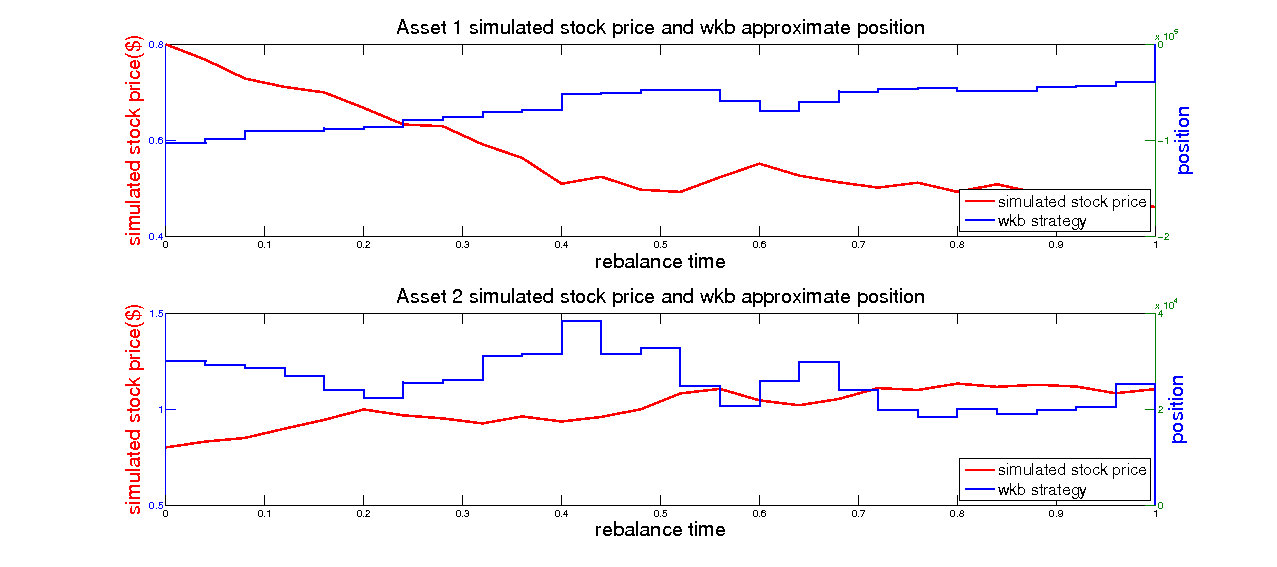 Asset 1 simulated stock price and wkb approximate position
simulated stock price($)
0.8
0.6
0.4
x 10^5
0
−1
−2
position
simulated stock price
wkb strategy
0 0.1 0.2 0.3 0.4 0.5 0.6 0.7 0.8 0.9 1
rebalance time
Asset 2 simulated stock price and wkb approximate position
simulated stock price($)
1.5
1
0.5
x 10^4
4
2
0
position
simulated stock price
wkb strategy
0 0.1 0.2 0.3 0.4 0.5 0.6 0.7 0.8 0.9 1
rebalance time